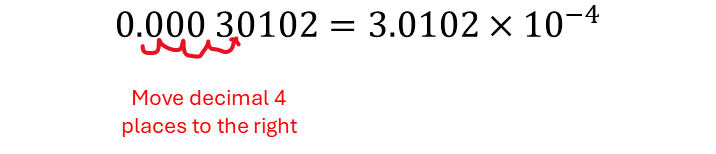 0.000 30102 = 3.0102 × 10⁻⁴
Move decimal 4
places to the right